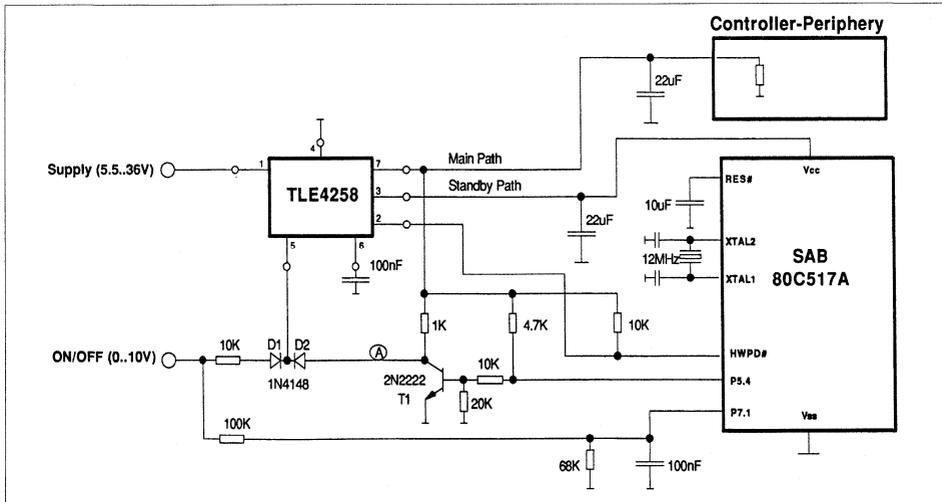 Controller-Periphery
22uF
4
Supply (5.5..36V)
1
7
Main Path
TLE4258
3
Standby Path
2
Vcc
RES#
10uF
22uF
5
6
100nF
XTAL2
12MHz
XTAL1
SAB
80C517A
1K
4.7K
10K
ON/OFF (0..10V)
10K
D1
D2
A
HWPD#
1N4148
2N2222
10K
P5.4
T1
20K
P7.1
Vss
100K
68K
100nF